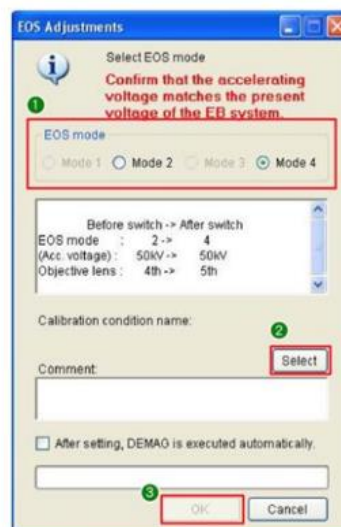 EOS Adjustments
Select EOS mode
Confirm that the accelerating
voltage matches the present
voltage of the EB system.
1
EOS mode
Mode 1 Mode 2 Mode 3 Mode 4
Before switch -> After switch
EOS mode : 2 -> 4
(Acc. voltage) : 50kV -> 50kV
Objective lens : 4th -> 5th
Calibration condition name:
2
Select
Comment:
After setting, DEMAG is executed automatically.
3
OK Cancel